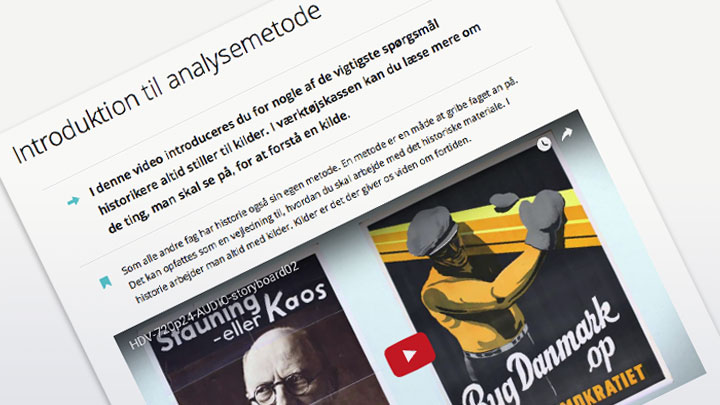 Introduktion til analysemetode
I denne video introduceres du for nogle af de vigtigste spørgsmål
historikere altid stiller til kilder. I værktøjskassen kan du læse mere om
de ting, man skal se på, for at forstå en kilde.
Som alle andre fag har historie også sin egen metode. En metode er en måde at gribe faget an på.
Det kan opfattes som en vejledning til, hvordan du skal arbejde med det historiske materiale. I
historie arbejder man altid med kilder. Kilder er det der giver os viden om fortiden.
HDV-720p24-AUDIO-storyboard02
Stauning
-eller Kaos
Byg Danmark
op